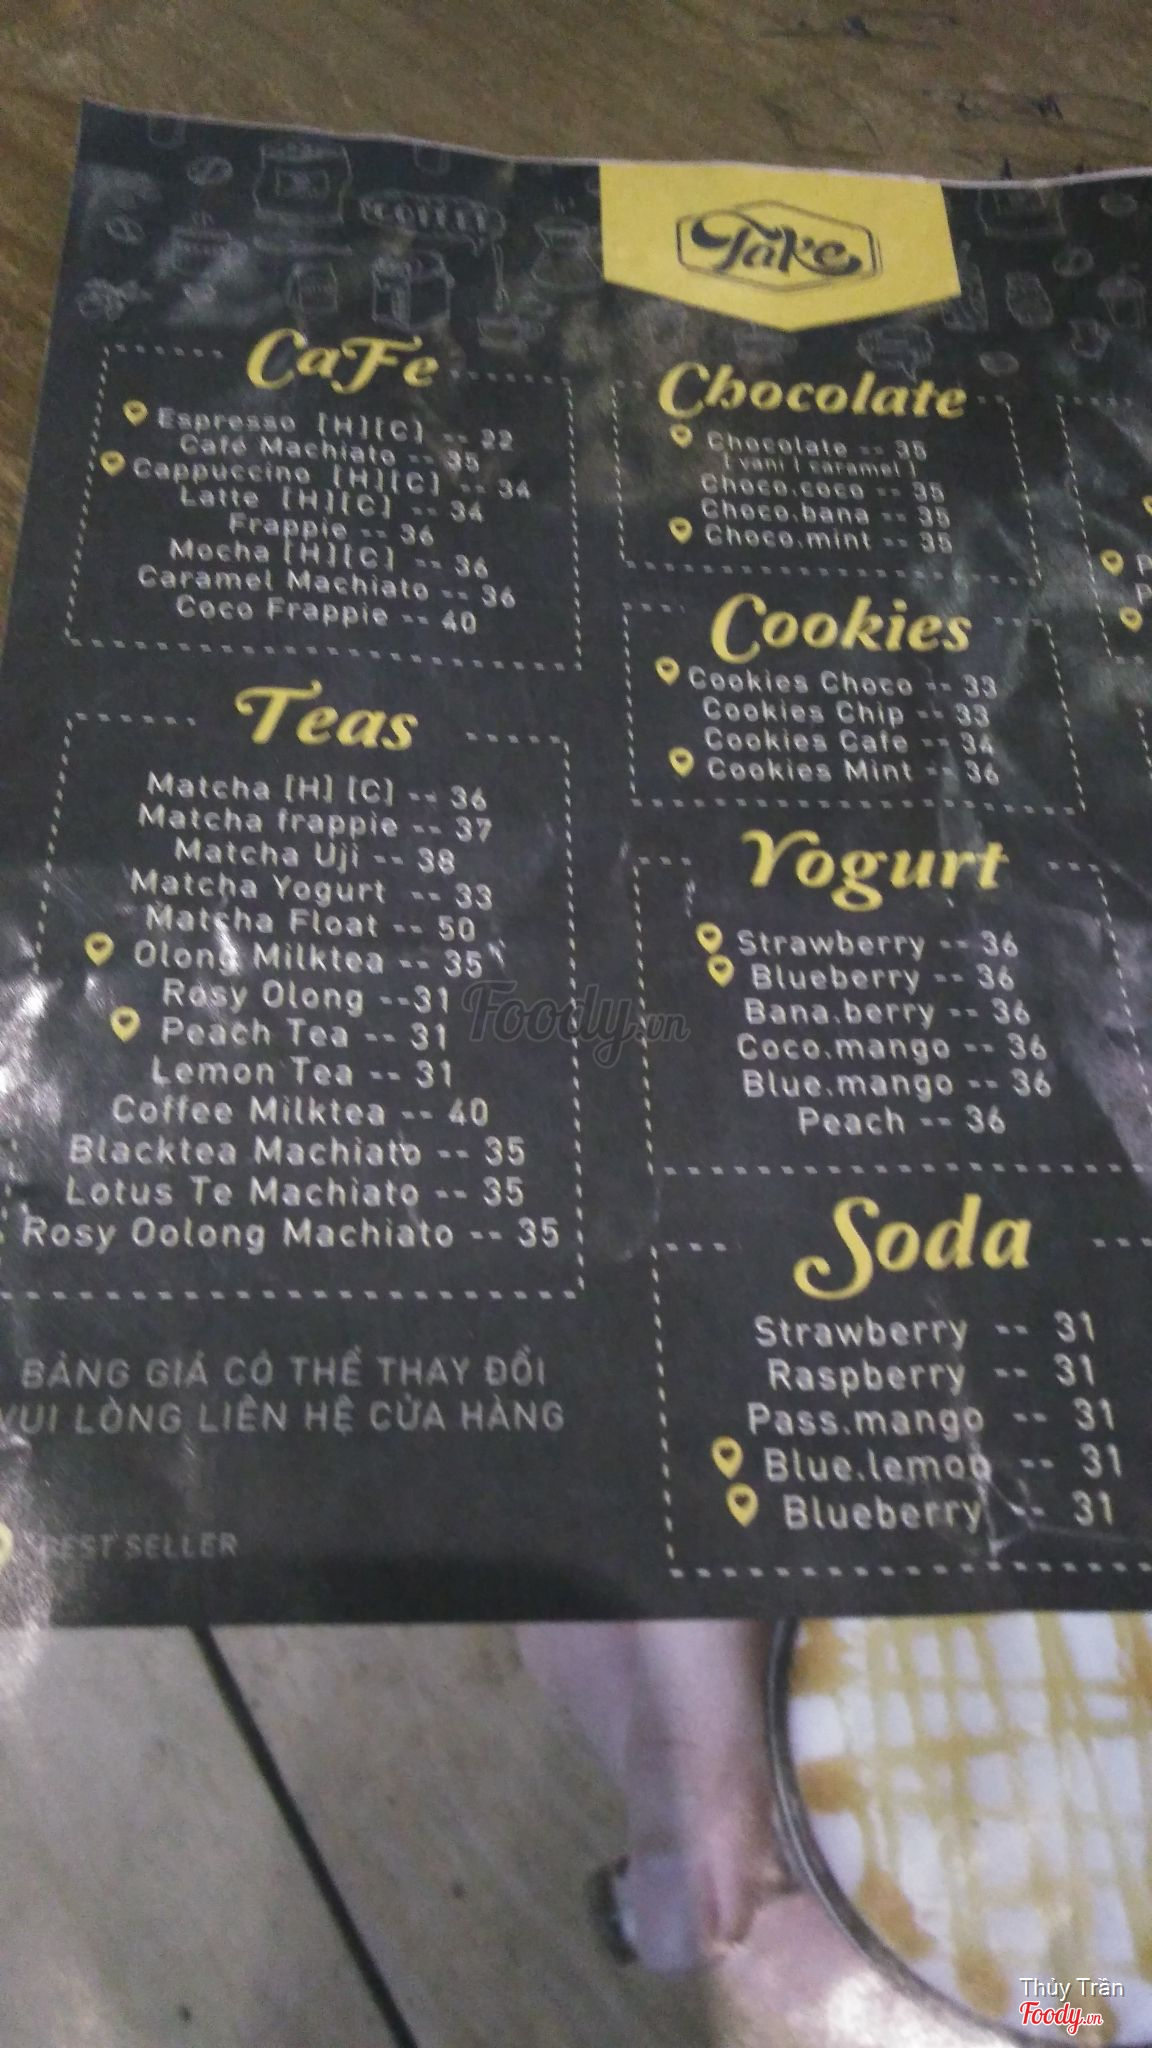 COFFEE
Take
CaFe
Espresso [H][C] -- 22
Café Machiato -- 35
Cappuccino [H][C] -- 34
Latte [H][C] -- 34
Frappie -- 36
Mocha [H][C] -- 36
Caramel Machiato -- 36
Coco Frappie -- 40
Teas
Matcha [H] [C] -- 36
Matcha frappie -- 37
Matcha Uji -- 38
Matcha Yogurt -- 33
Matcha Float -- 50
Olong Milktea -- 35
Rosy Olong --31
Peach Tea -- 31
Lemon Tea -- 31
Coffee Milktea -- 40
Blacktea Machiato -- 35
Lotus Te Machiato -- 35
Rosy Oolong Machiato -- 35
BẢNG GIÁ CÓ THỂ THAY ĐỔI
VUI LÒNG LIÊN HỆ CỬA HÀNG
BEST SELLER
Chocolate
Chocolate -- 35
[ vani | caramel ]
Choco.coco -- 35
Choco.bana -- 35
Choco.mint -- 35
Cookies
Cookies Choco -- 33
Cookies Chip -- 33
Cookies Cafe -- 34
Cookies Mint -- 36
Yogurt
Strawberry -- 36
Blueberry -- 36
Bana.berry -- 36
Coco.mango -- 36
Blue.mango -- 36
Peach -- 36
Soda
Strawberry -- 31
Raspberry -- 31
Pass.mango -- 31
Blue.lemon -- 31
Blueberry -- 31
Foody.vn
Thủy Trần
Foody.vn